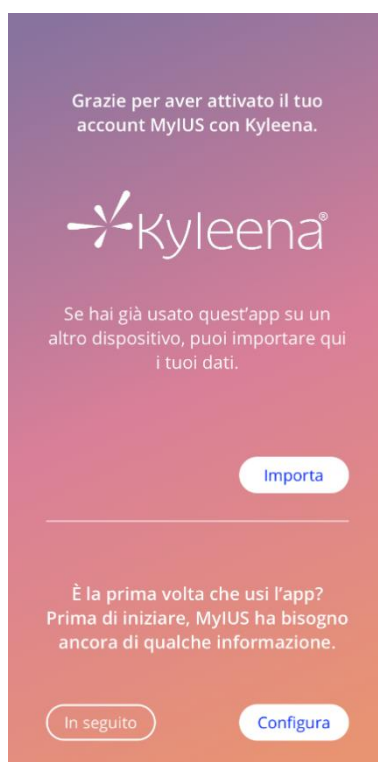 Grazie per aver attivato il tuo
account MyIUS con Kyleena.
Kyleena®
Se hai già usato quest'app su un
altro dispositivo, puoi importare qui
i tuoi dati.
Importa
È la prima volta che usi l'app?
Prima di iniziare, MyIUS ha bisogno
ancora di qualche informazione.
In seguito
Configura